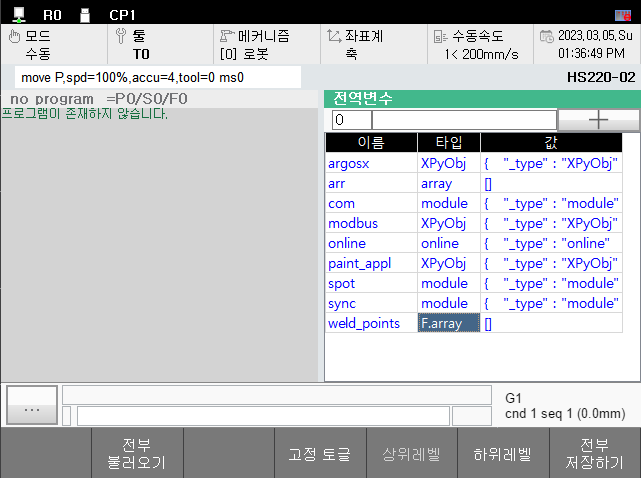 R0 CP1
모드 툴 메커니즘 좌표계 수동속도 2023,03,05,Su
수동 T0 [0] 로봇 축 1< 200mm/s 01:36:49 PM
move P,spd=100%,accu=4,tool=0 ms0 HS220-02
no program =P0/S0/F0
프로그램이 존재하지 않습니다.
전역변수
0
이름 타입 값
argosx XPyObj { "_type" : "XPyObj"
arr array []
com module { "_type" : "module"
modbus XPyObj { "_type" : "XPyObj"
online online { "_type" : "online"
paint_appl XPyObj { "_type" : "XPyObj"
spot module { "_type" : "module"
sync module { "_type" : "module"
weld_points F.array []
...
G1
cnd 1 seq 1 (0.0mm)
전부
불러오기
고정 토글
상위레벨
하위레벨
전부
저장하기